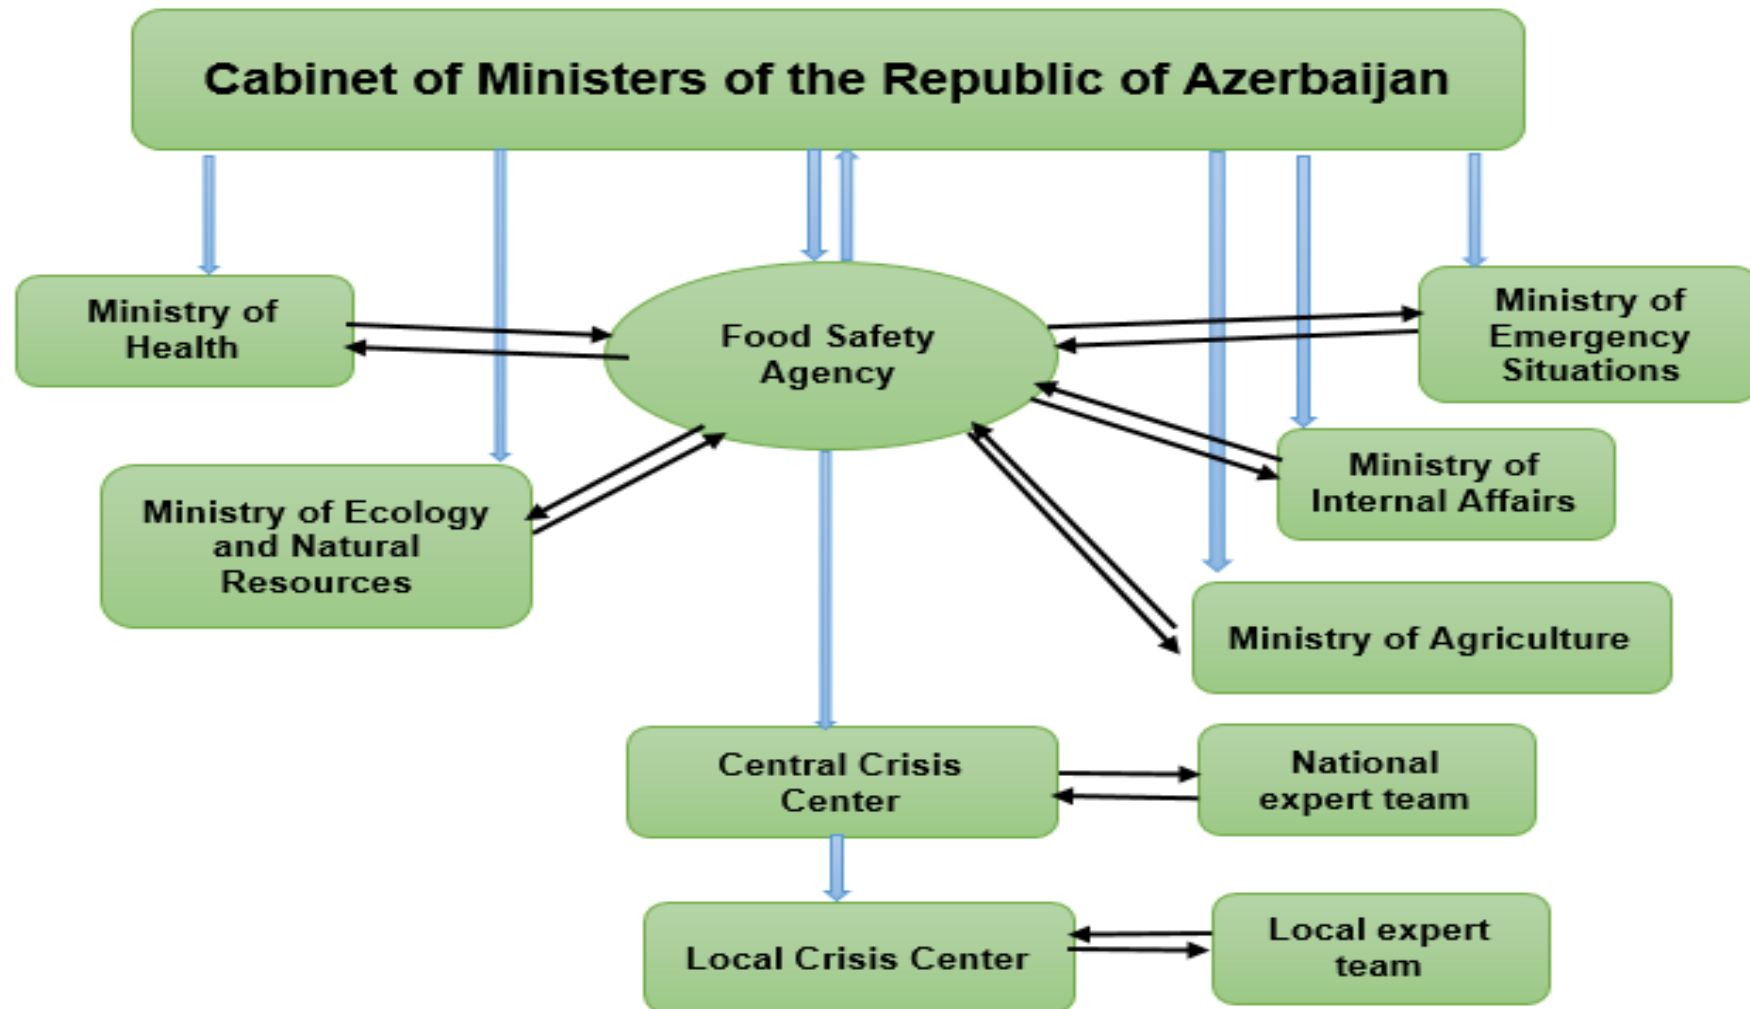 Cabinet of Ministers of the Republic of Azerbaijan
Ministry of
Health
Food Safety
Agency
Ministry of
Emergency
Situations
Ministry of
Internal Affairs
Ministry of Ecology
and Natural
Resources
Ministry of Agriculture
Central Crisis
Center
National
expert team
Local Crisis Center
Local expert
team